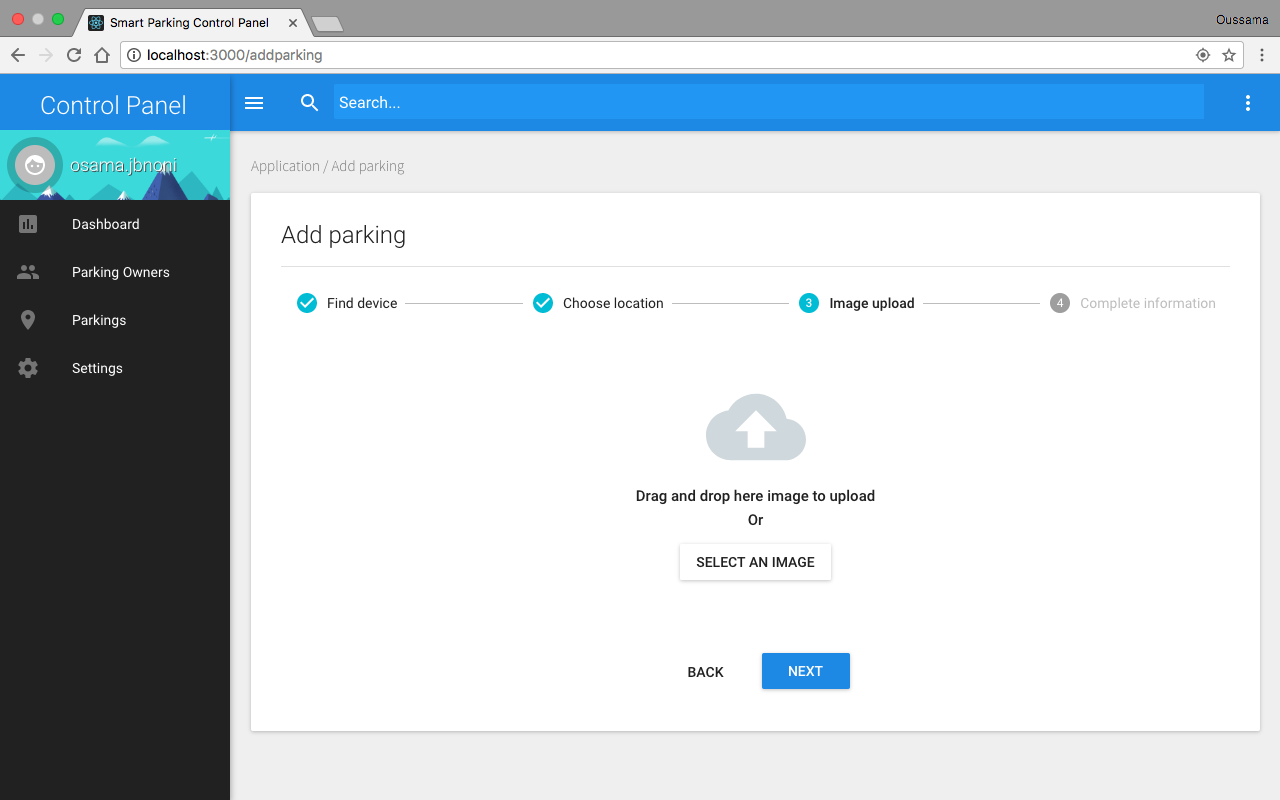 Smart Parking Control Panel
Oussama
localhost:3000/addparking
Control Panel
Search...
osama.jbnoni
Application / Add parking
Dashboard
Parking Owners
Parkings
Settings
Add parking
Find device
Choose location
3 Image upload
4 Complete information
Drag and drop here image to upload
Or
SELECT AN IMAGE
BACK
NEXT